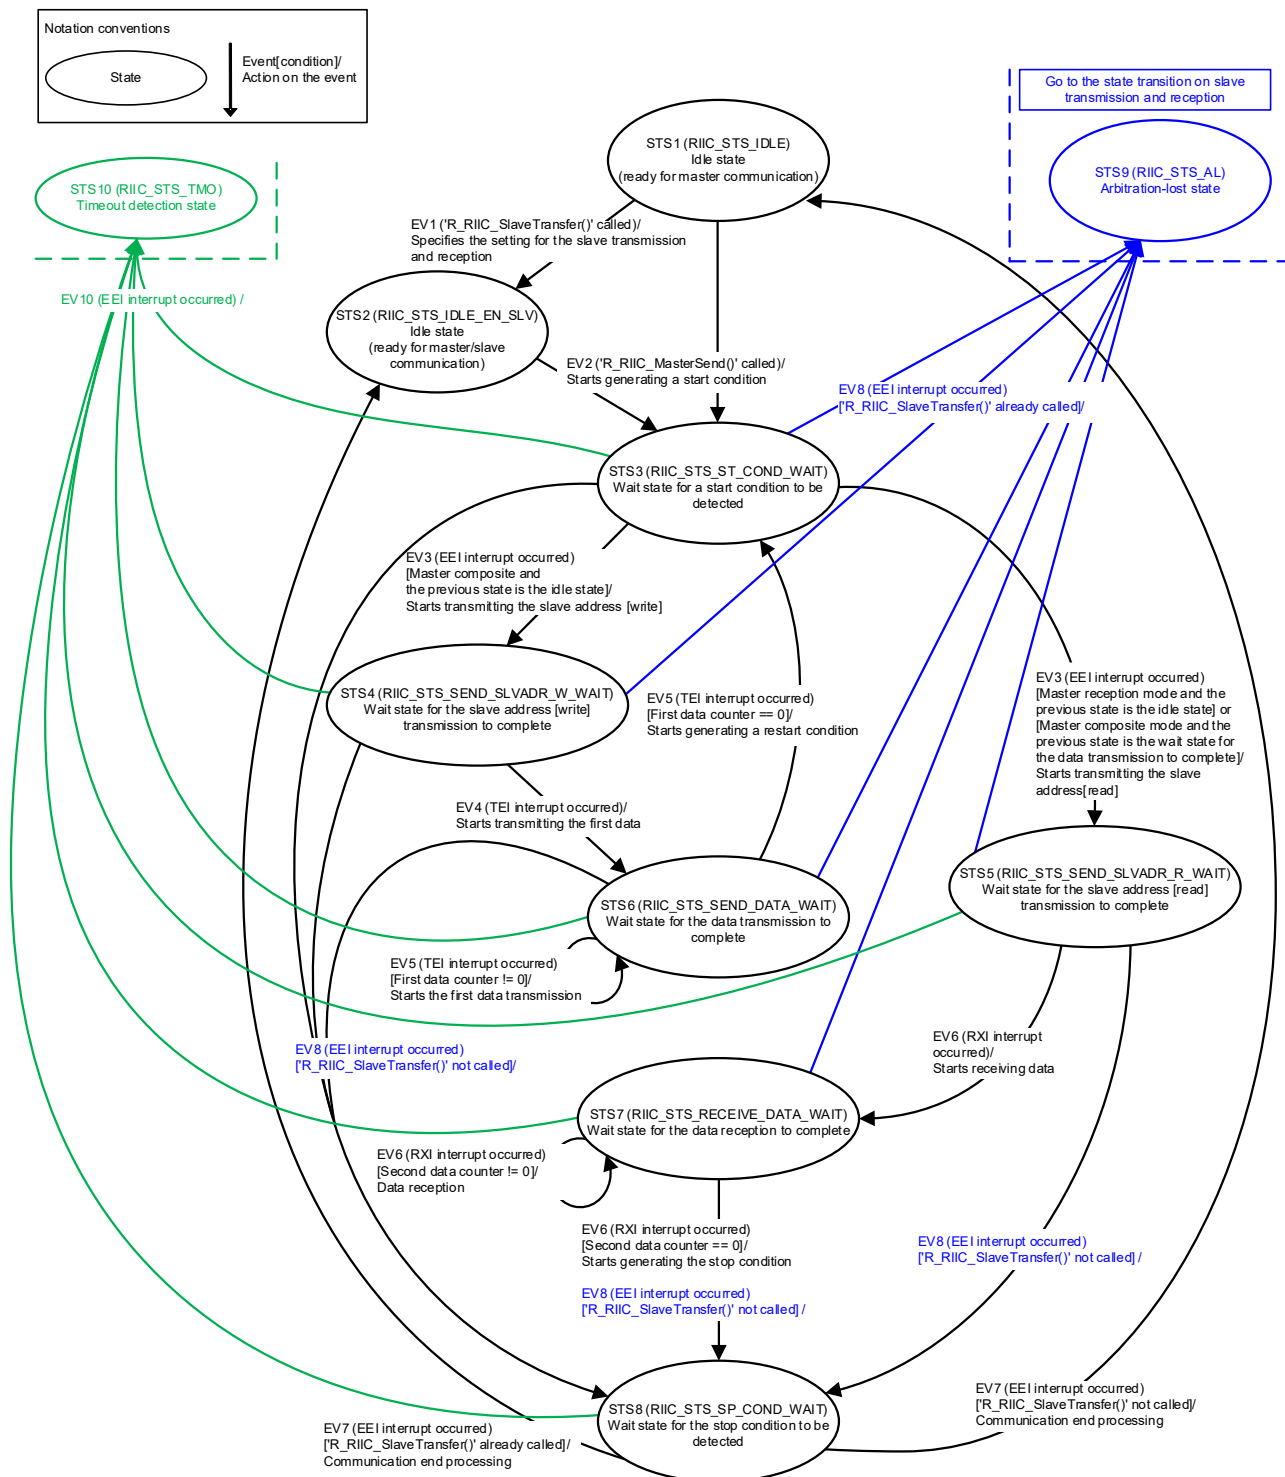 Notation conventions
State
Event[condition]/
Action on the event
Go to the state transition on slave
transmission and reception
STS1 (RIIC_STS_IDLE)
Idle state
(ready for master communication)
STS9 (RIIC_STS_AL)
Arbitration-lost state
STS10 (RIIC_STS_TMO)
Timeout detection state
EV1 ('R_RIIC_SlaveTransfer()' called)/
Specifies the setting for the slave transmission
and reception
EV10 (EEI interrupt occurred) /
STS2 (RIIC_STS_IDLE_EN_SLV)
Idle state
(ready for master/slave
communication)
EV2 ('R_RIIC_MasterSend()' called)/
Starts generating a start condition
EV8 (EEI interrupt occurred)
['R_RIIC_SlaveTransfer()' already called]/
STS3 (RIIC_STS_ST_COND_WAIT)
Wait state for a start condition to be
detected
EV3 (EEI interrupt occurred)
[Master composite and
the previous state is the idle state]/
Starts transmitting the slave address [write]
STS4 (RIIC_STS_SEND_SLVADR_W_WAIT)
Wait state for the slave address [write]
transmission to complete
EV5 (TEI interrupt occurred)
[First data counter == 0]/
Starts generating a restart condition
EV3 (EEI interrupt occurred)
[Master reception mode and the
previous state is the idle state] or
[Master composite mode and the
previous state is the wait state for
the data transmission to complete]/
Starts transmitting the slave
address[read]
EV4 (TEI interrupt occurred)/
Starts transmitting the first data
STS5 (RIIC_STS_SEND_SLVADR_R_WAIT)
Wait state for the slave address [read]
transmission to complete
STS6 (RIIC_STS_SEND_DATA_WAIT)
Wait state for the data transmission to
complete
EV5 (TEI interrupt occurred)
[First data counter != 0]/
Starts the first data transmission
EV8 (EEI interrupt occurred)
['R_RIIC_SlaveTransfer()' not called]/
EV6 (RXI interrupt
occurred)/
Starts receiving data
STS7 (RIIC_STS_RECEIVE_DATA_WAIT)
Wait state for the data reception to complete
EV6 (RXI interrupt occurred)
[Second data counter != 0]/
Data reception
EV6 (RXI interrupt occurred)
[Second data counter == 0]/
Starts generating the stop condition
EV8 (EEI interrupt occurred)
['R_RIIC_SlaveTransfer()' not called] /
EV8 (EEI interrupt occurred)
['R_RIIC_SlaveTransfer()' not called] /
STS8 (RIIC_STS_SP_COND_WAIT)
Wait state for the stop condition to be
detected
EV7 (EEI interrupt occurred)
['R_RIIC_SlaveTransfer()' already called]/
Communication end processing
EV7 (EEI interrupt occurred)
['R_RIIC_SlaveTransfer()' not called]/
Communication end processing